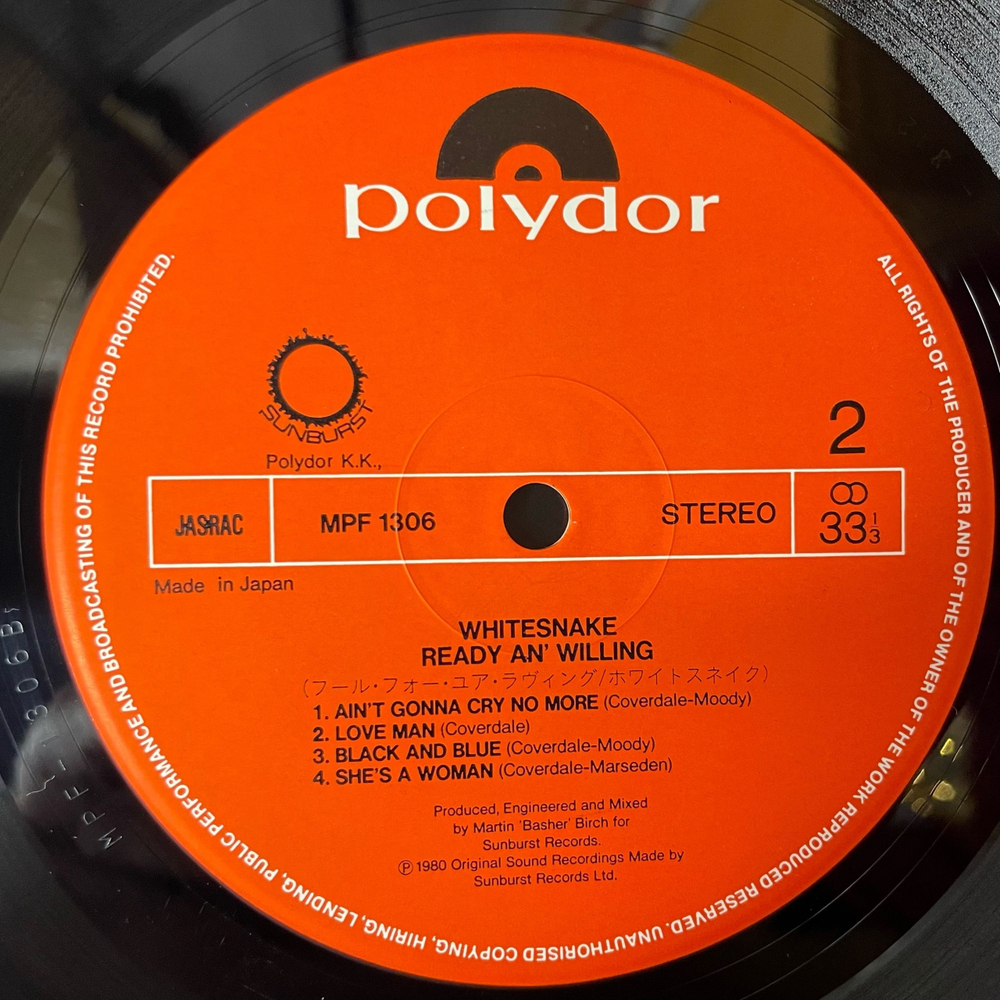 polydor
SUNBURST
Polydor K.K.,
2
JASRAC
MPF 1306
STEREO
33 1/3
Made in Japan
WHITESNAKE
READY AN' WILLING
(フール・フォー・ユア・ラヴィング/ホワイトスネイク)
1. AIN'T GONNA CRY NO MORE (Coverdale-Moody)
2. LOVE MAN (Coverdale)
3. BLACK AND BLUE (Coverdale-Moody)
4. SHE'S A WOMAN (Coverdale-Marseden)
Produced, Engineered and Mixed
by Martin 'Basher' Birch for
Sunburst Records.
Ⓟ 1980 Original Sound Recordings Made by
Sunburst Records Ltd.
ALL RIGHTS OF THE PRODUCER AND OF THE OWNER OF THE WORK REPRODUCED RESERVED. UNAUTHORISED COPYING, HIRING, LENDING, PUBLIC PERFORMANCE AND BROADCASTING OF THIS RECORD PROHIBITED.